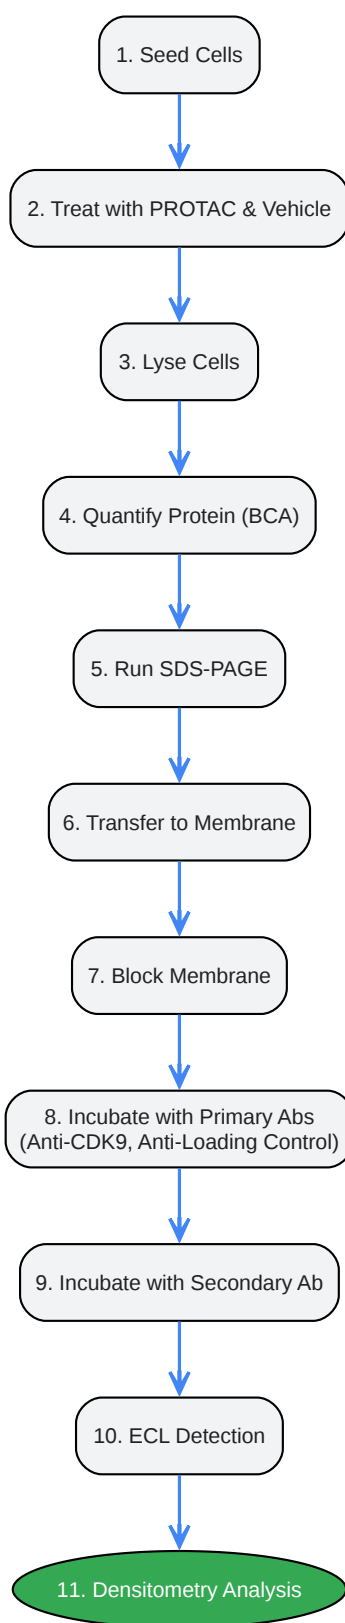 1. Seed Cells
2. Treat with PROTAC & Vehicle
3. Lyse Cells
4. Quantify Protein (BCA)
5. Run SDS-PAGE
6. Transfer to Membrane
7. Block Membrane
8. Incubate with Primary Abs
(Anti-CDK9, Anti-Loading Control)
9. Incubate with Secondary Ab
10. ECL Detection
11. Densitometry Analysis